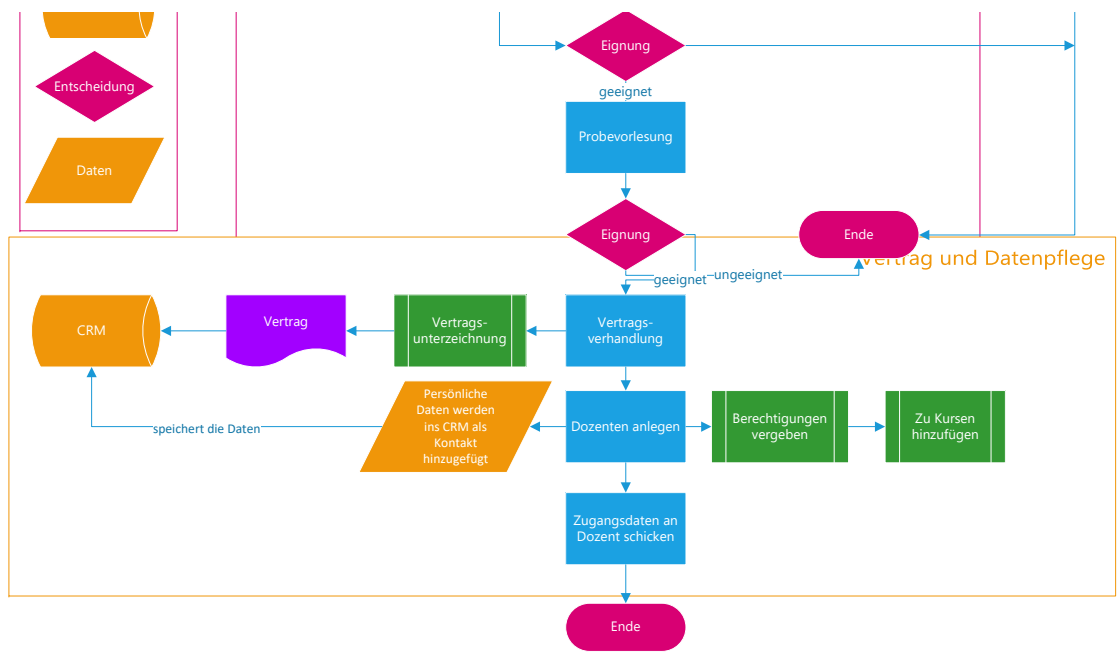 Eignung
Entscheidung
geeignet
Probevorlesung
Daten
Eignung
Ende
Vertrag und Datenpflege
geeignet
ungeeignet
CRM
Vertrag
Vertrags-
unterzeichnung
Vertrags-
verhandlung
Persönliche
Daten werden
ins CRM als
Kontakt
hinzugefügt
speichert die Daten
Dozenten anlegen
Berechtigungen
vergeben
Zu Kursen
hinzufügen
Zugangsdaten an
Dozent schicken
Ende